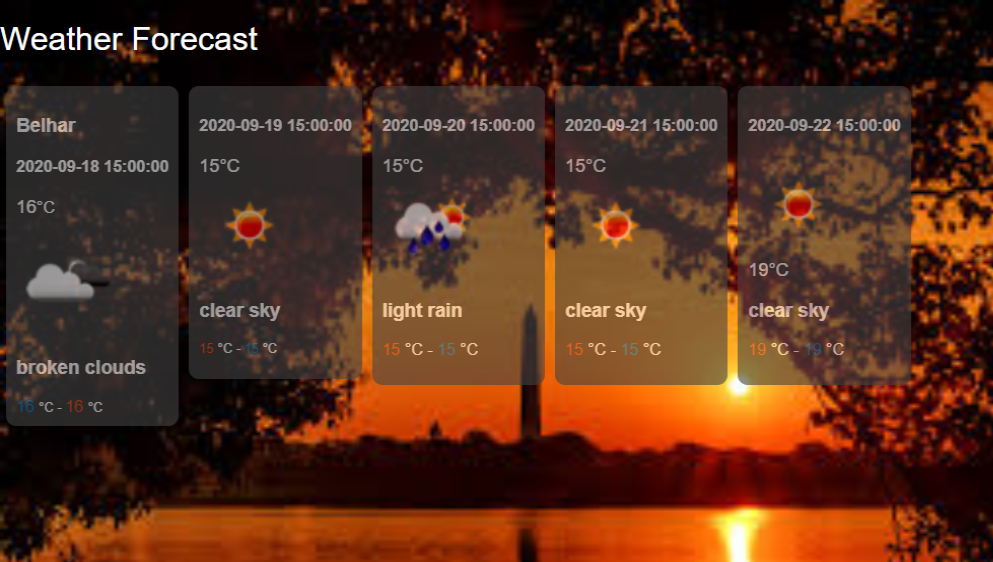 Weather Forecast
Belhar
2020-09-18 15:00:00
16°C
broken clouds
16 °C - 16 °C
2020-09-19 15:00:00
15°C
clear sky
15 °C - 15 °C
2020-09-20 15:00:00
15°C
light rain
15 °C - 15 °C
2020-09-21 15:00:00
15°C
clear sky
15 °C - 15 °C
2020-09-22 15:00:00
19°C
clear sky
19 °C - 19 °C